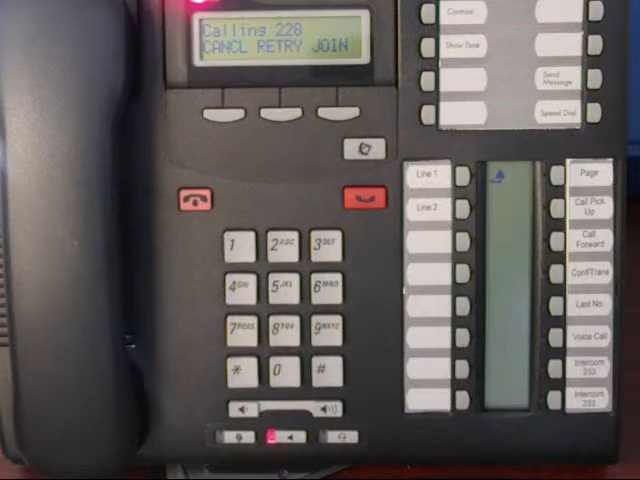 Calling 228
CANCL RETRY JOIN
Control
Show Time
Send
Message
Speed Dial
Line 1
Line 2
Page
Call Pick
Up
Call
Forward
Conf/Trans
Last No.
Voice Call
Intercom
233
Intercom
233
1 2 ABC 3 DEF
4 GHI 5 JKL 6 MNO
7 PQRS 8 TUV 9 WXYZ
* 0 #